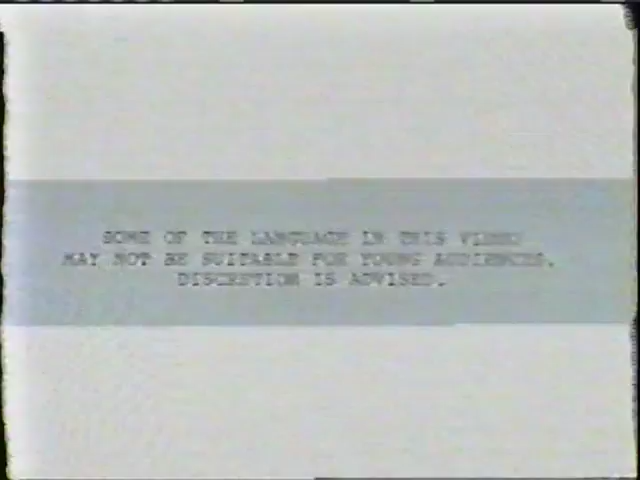 SOME OF THE LANGUAGE IN THIS VIDEO
MAY NOT BE SUITABLE FOR YOUNG AUDIENCES.
DISCRETION IS ADVISED.